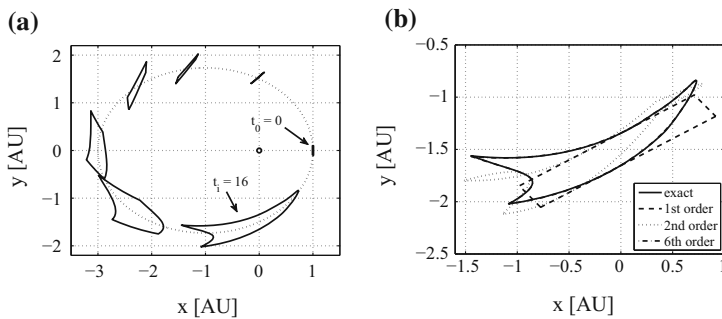 (a)
2
1
0
−1
−2
y [AU]
−3
−2
−1
0
1
x [AU]
t0 = 0
ti = 16
(b)
−0.5
−1
−1.5
−2
−2.5
y [AU]
−1.5
−1
−0.5
0
0.5
x [AU]
exact
1st order
2nd order
6th order